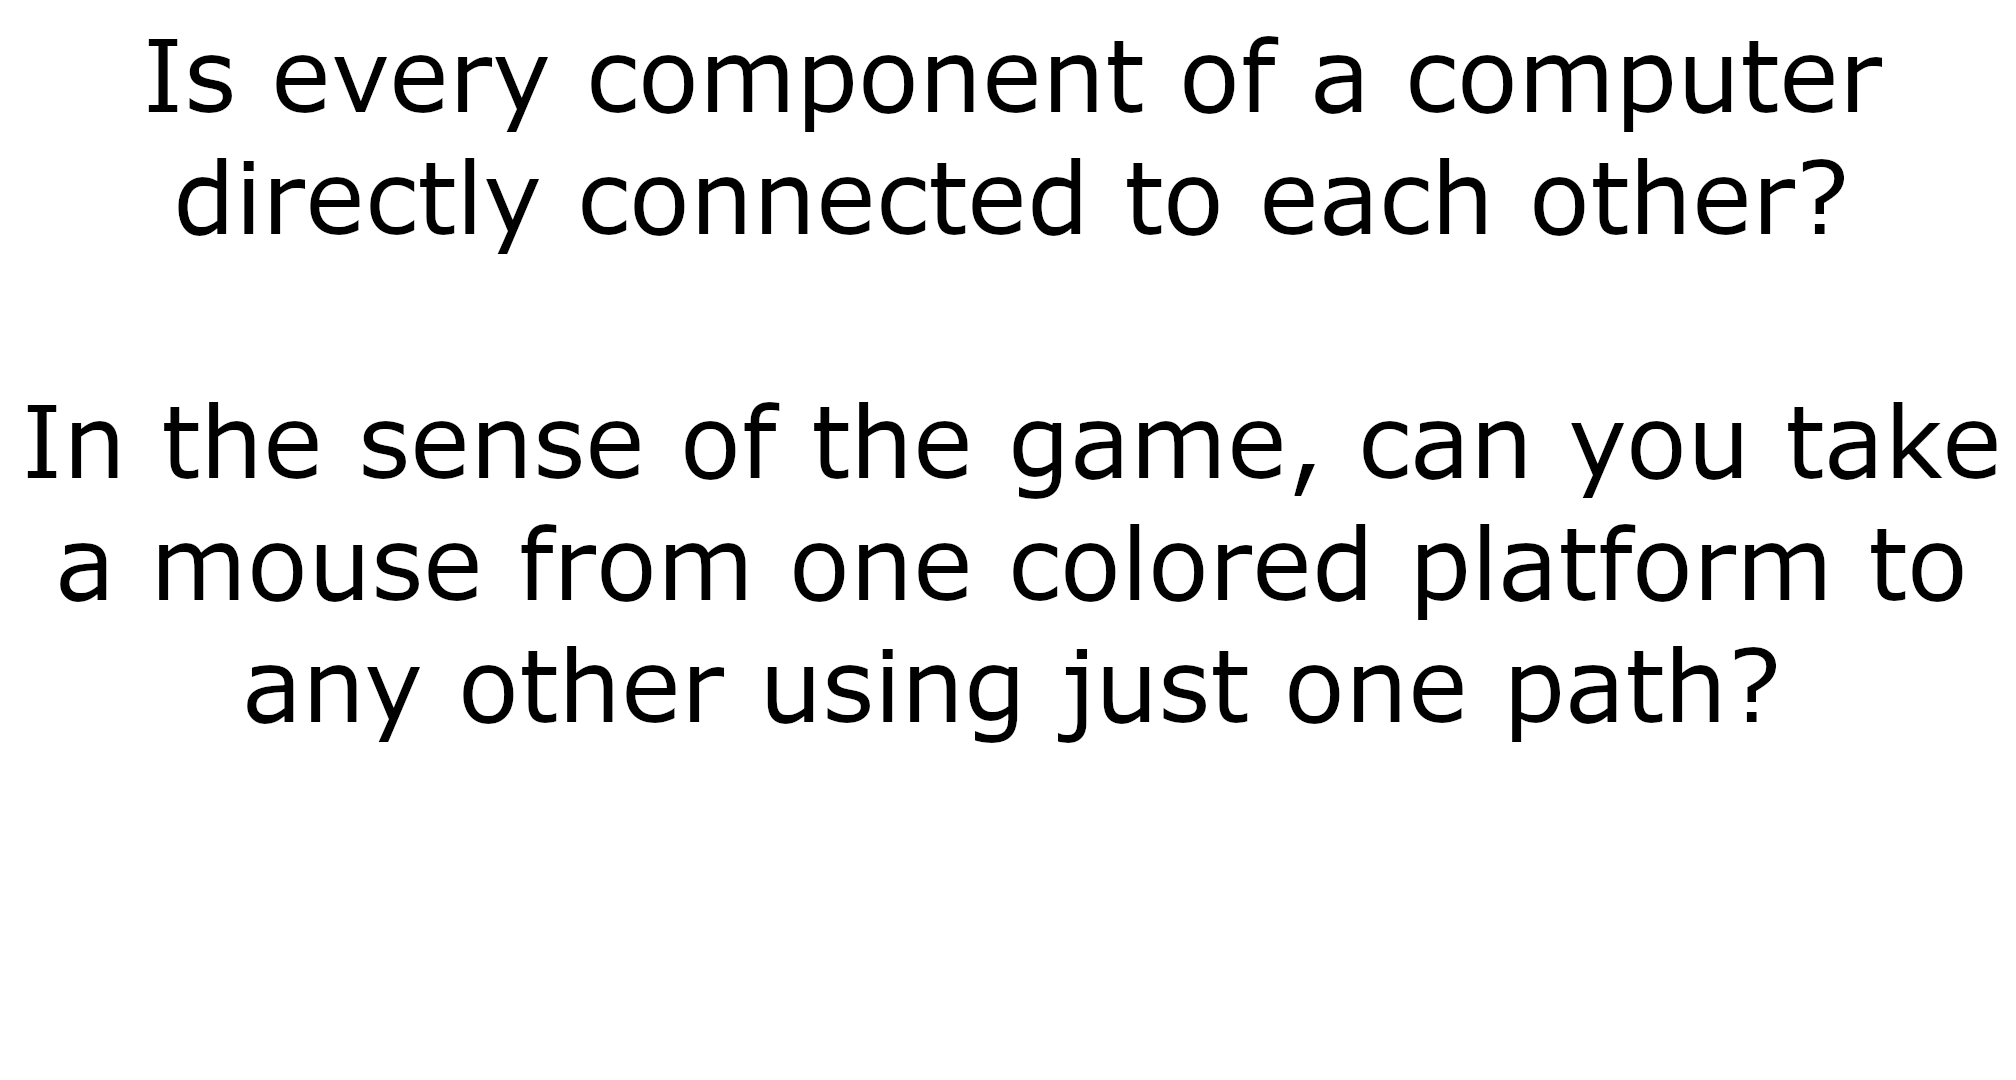 Is every component of a computer
directly connected to each other?
In the sense of the game, can you take
a mouse from one colored platform to
any other using just one path?